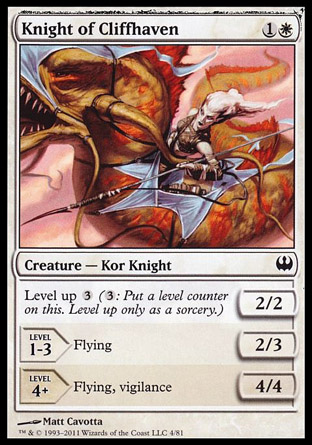 Knight of Cliffhaven 1
Creature — Kor Knight
Level up 3 (3: Put a level counter
on this. Level up only as a sorcery.)
2/2
LEVEL
1-3
Flying
2/3
LEVEL
4+
Flying, vigilance
4/4
Matt Cavotta
™ & © 1993–2011 Wizards of the Coast LLC 4/81